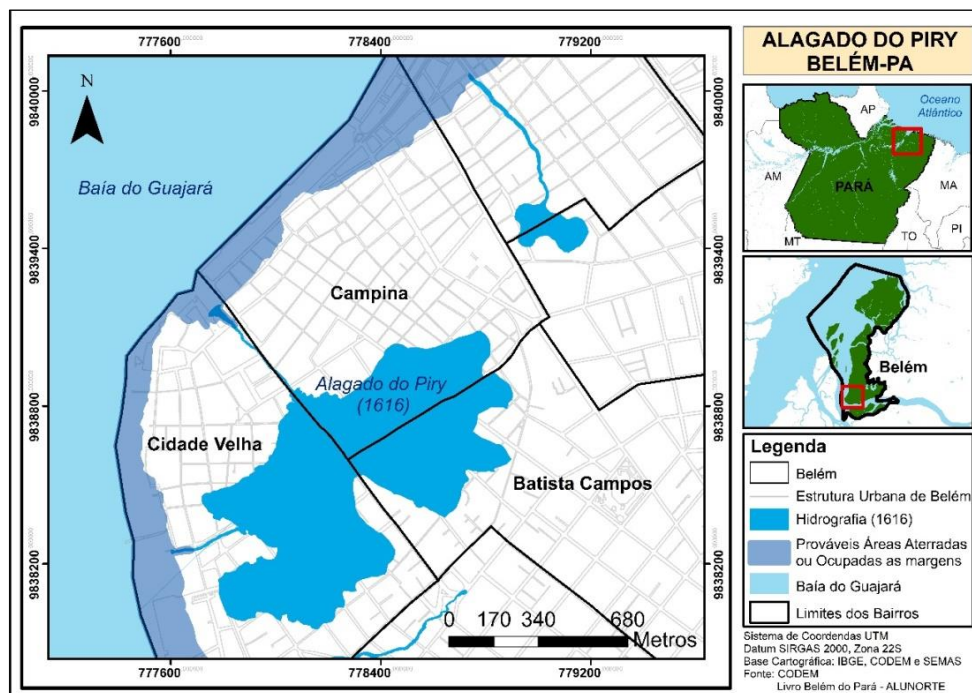 777600
778400
779200
N
9840000
9840000
Baía do Guajará
Campina
9839400
9839400
Alagado do Piry
(1616)
9838800
9838800
Cidade Velha
Batista Campos
9838200
9838200
0 170 340 680
Metros
777600
778400
779200
ALAGADO DO PIRY
BELÉM-PA
AP
Oceano
Atlântico
AM
PARÁ
MA
PI
MT
TO
Belém
Legenda
Belém
Estrutura Urbana de Belém
Hidrografia (1616)
Prováveis Áreas Aterradas
ou Ocupadas as margens
Baía do Guajará
Limites dos Bairros
Sistema de Coordendas UTM
Datum SIRGAS 2000, Zona 22S
Base Cartográfica: IBGE, CODEM e SEMAS
Fonte: CODEM
Livro Belém do Pará - ALUNORTE